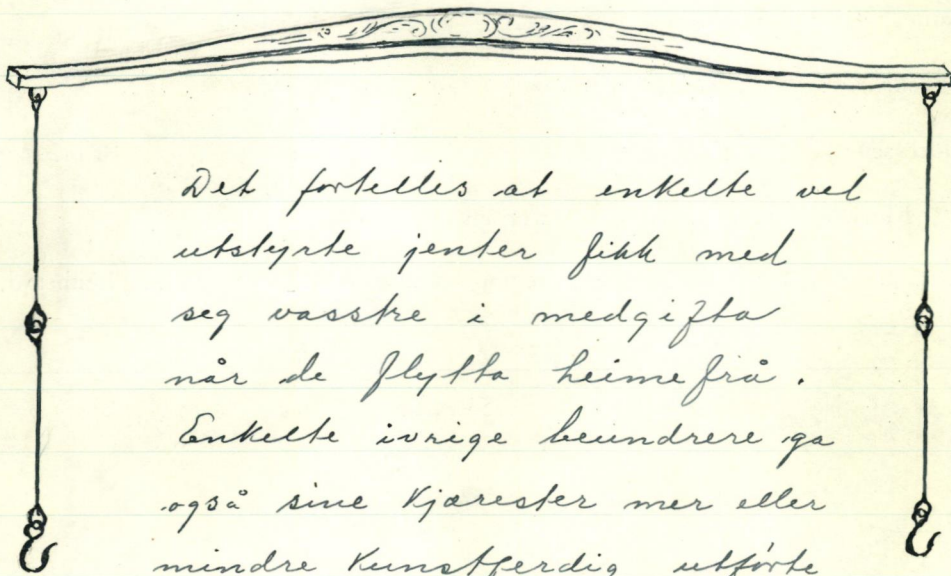 Det fortelles at enkelte vel
utstyrte jenter fikk med
seg vasstre i medgifta
når de flytta heimefrå.
Enkelte ivrige beundrere ga
også sine kjærester mer eller
mindre kunstferdig utførte